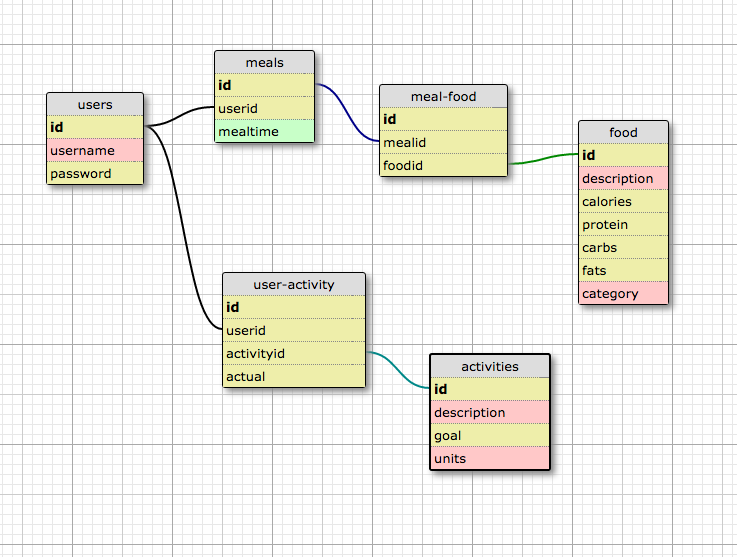 users
id
username
password
meals
id
userid
mealtime
meal-food
id
mealid
foodid
food
id
description
calories
protein
carbs
fats
category
user-activity
id
userid
activityid
actual
activities
id
description
goal
units